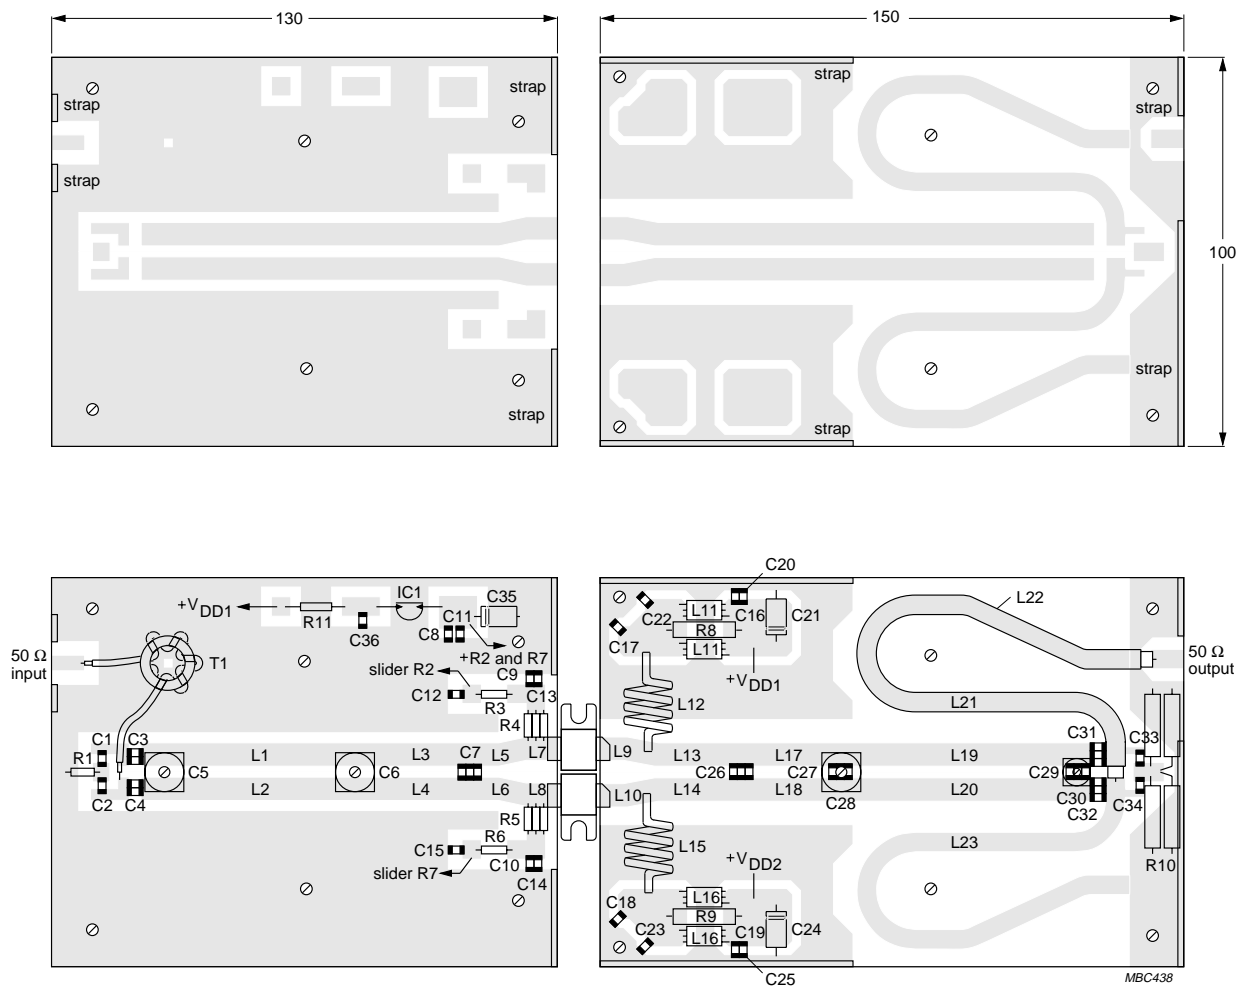 130
150
strap
strap
strap
strap
strap
strap
100
strap
strap
strap
C20
+VDD1
IC1
C35
R11
C36
C11
C8
C22
L11
C16
C21
L22
R8
C17
L11
50 Ω
input
T1
slider R2
+R2 and R7
C9
+VDD1
50 Ω
output
C12
R3
C13
L12
L21
R4
C1
C3
R1
L1
L3
C7
L5
L7
L9
L13
L17
L19
C31
C33
C5
C6
C26
C27
C29
C2
C4
L2
L4
L6
L8
L10
L14
L18
C28
L20
C30
C32
C34
R5
R6
C15
C10
L15
L23
R10
slider R7
C14
+VDD2
C18
L16
R9
C23
L16
C19
C24
C25
MBC438